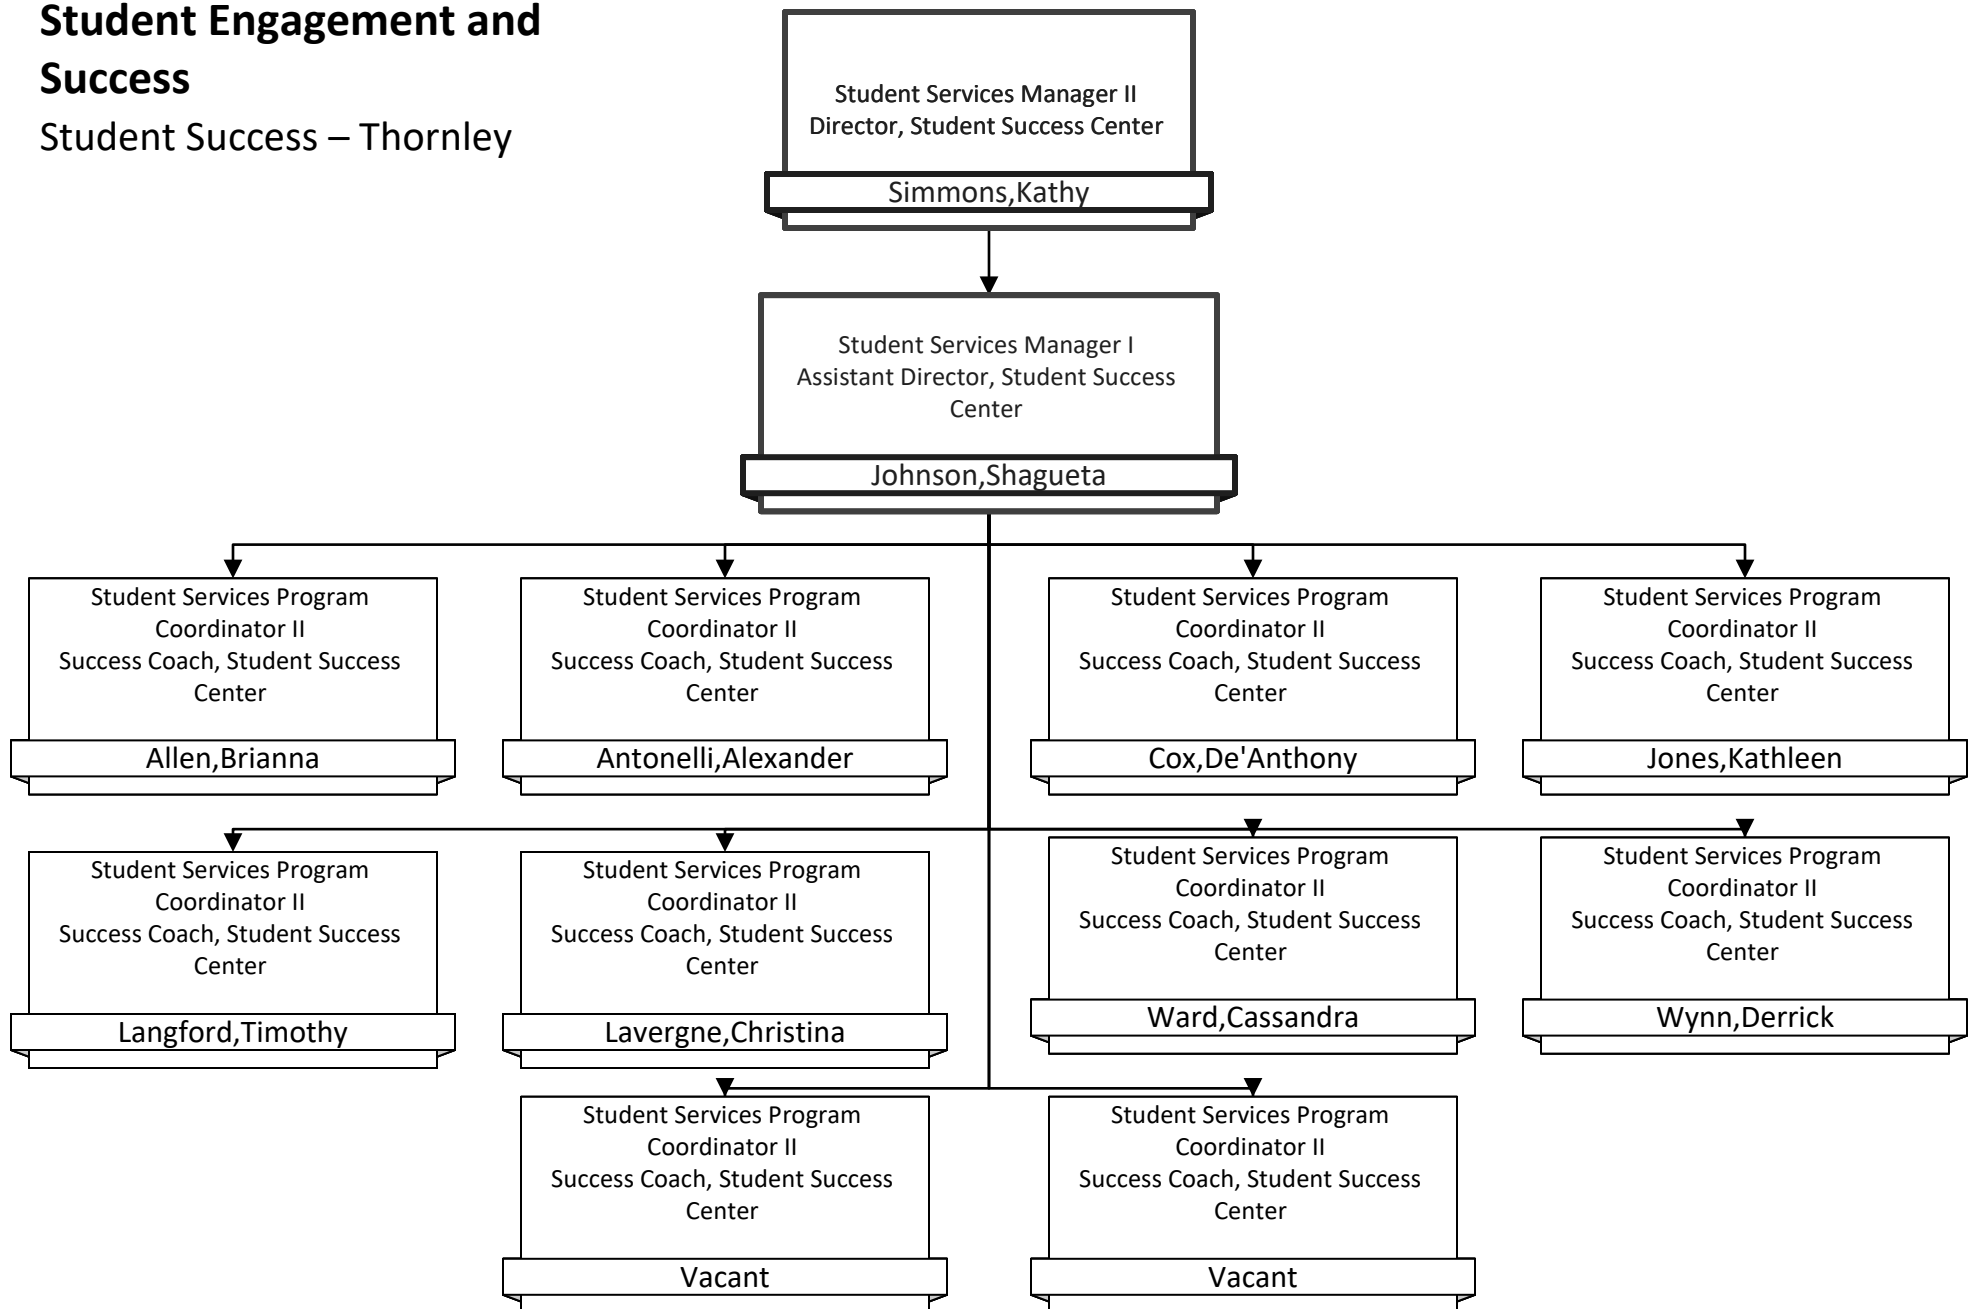 Student Engagement and
Success
Student Success – Thornley
Student Services Manager II
Director, Student Success Center
Simmons,Kathy
Student Services Manager I
Assistant Director, Student Success
Center
Johnson,Shagueta
Student Services Program
Coordinator II
Success Coach, Student Success
Center
Allen,Brianna
Student Services Program
Coordinator II
Success Coach, Student Success
Center
Antonelli,Alexander
Student Services Program
Coordinator II
Success Coach, Student Success
Center
Cox,De'Anthony
Student Services Program
Coordinator II
Success Coach, Student Success
Center
Jones,Kathleen
Student Services Program
Coordinator II
Success Coach, Student Success
Center
Langford,Timothy
Student Services Program
Coordinator II
Success Coach, Student Success
Center
Lavergne,Christina
Student Services Program
Coordinator II
Success Coach, Student Success
Center
Ward,Cassandra
Student Services Program
Coordinator II
Success Coach, Student Success
Center
Wynn,Derrick
Student Services Program
Coordinator II
Success Coach, Student Success
Center
Vacant
Student Services Program
Coordinator II
Success Coach, Student Success
Center
Vacant